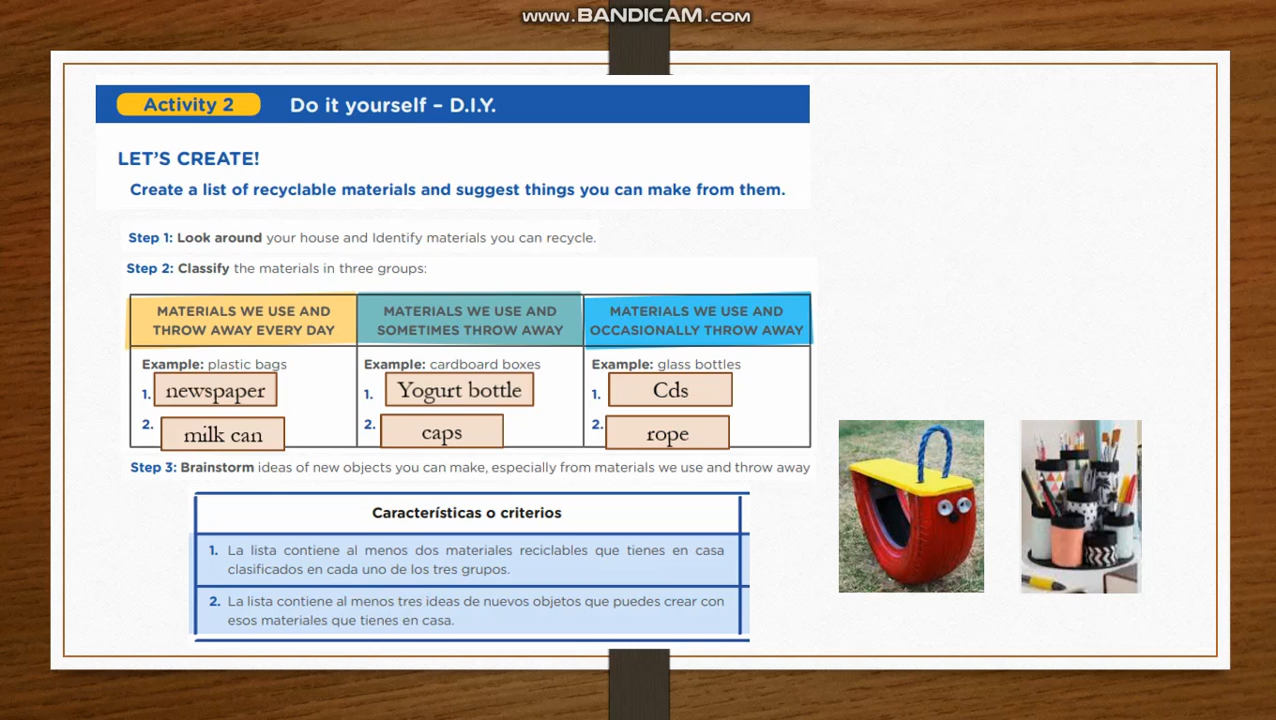 www.BANDICAM.com
Activity 2 Do it yourself – D.I.Y.
LET'S CREATE!
Create a list of recyclable materials and suggest things you can make from them.
Step 1: Look around your house and Identify materials you can recycle.
Step 2: Classify the materials in three groups:
MATERIALS WE USE AND
THROW AWAY EVERY DAY
MATERIALS WE USE AND
SOMETIMES THROW AWAY
MATERIALS WE USE AND
OCCASIONALLY THROW AWAY
Example: plastic bags
1. newspaper
2. milk can
Example: cardboard boxes
1. Yogurt bottle
2. caps
Example: glass bottles
1. Cds
2. rope
Step 3: Brainstorm ideas of new objects you can make, especially from materials we use and throw away
Características o criterios
1. La lista contiene al menos dos materiales reciclables que tienes en casa
clasificados en cada uno de los tres grupos.
2. La lista contiene al menos tres ideas de nuevos objetos que puedes crear con
esos materiales que tienes en casa.